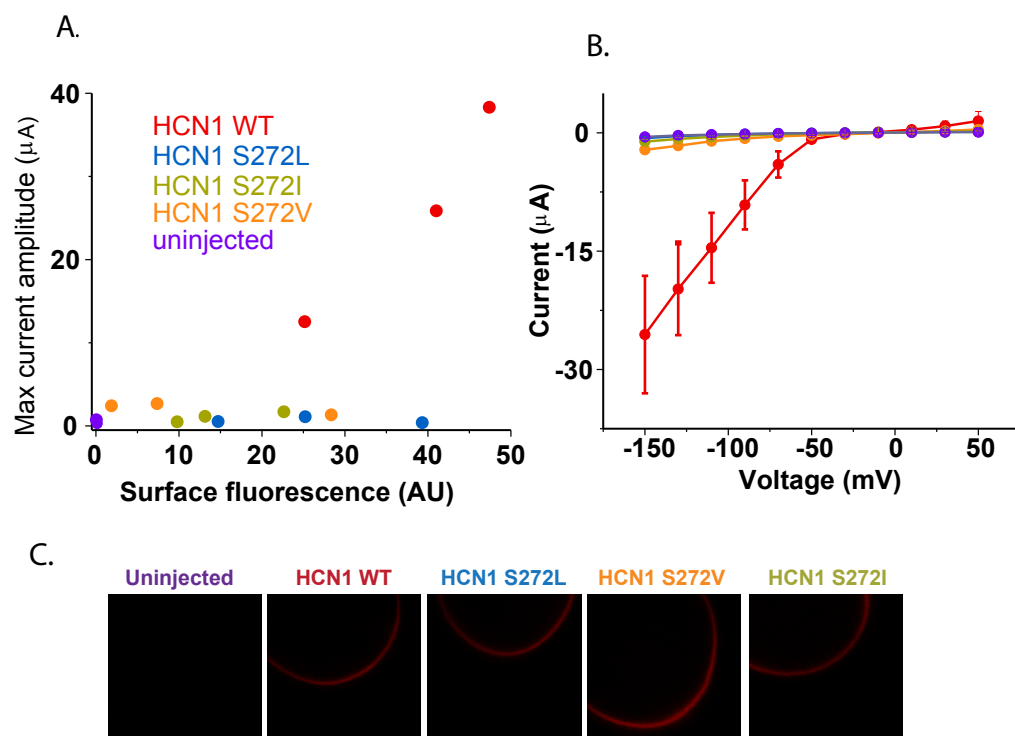 A.
Max current amplitude (μA)
40
20
0
HCN1 WT
HCN1 S272L
HCN1 S272I
HCN1 S272V
uninjected
0 10 20 30 40 50
Surface fluorescence (AU)
B.
Current (μA)
0
-15
-30
-150 -100 -50 0 50
Voltage (mV)
C.
Uninjected HCN1 WT HCN1 S272L HCN1 S272V HCN1 S272I